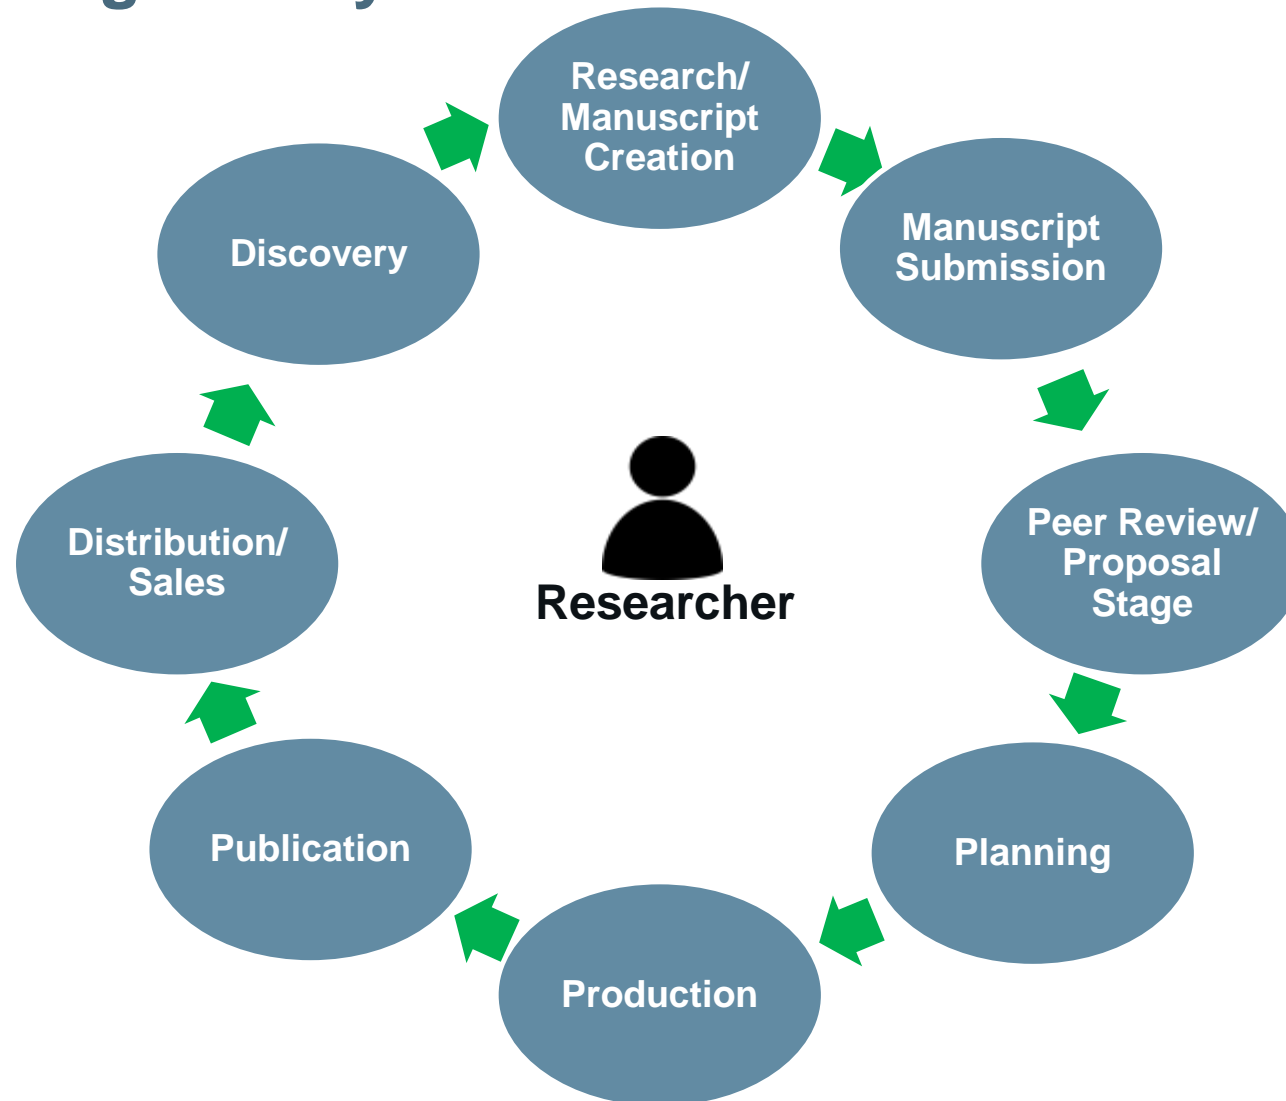 Research/
Manuscript
Creation
Manuscript
Submission
Peer Review/
Proposal
Stage
Planning
Production
Publication
Distribution/
Sales
Discovery
Researcher